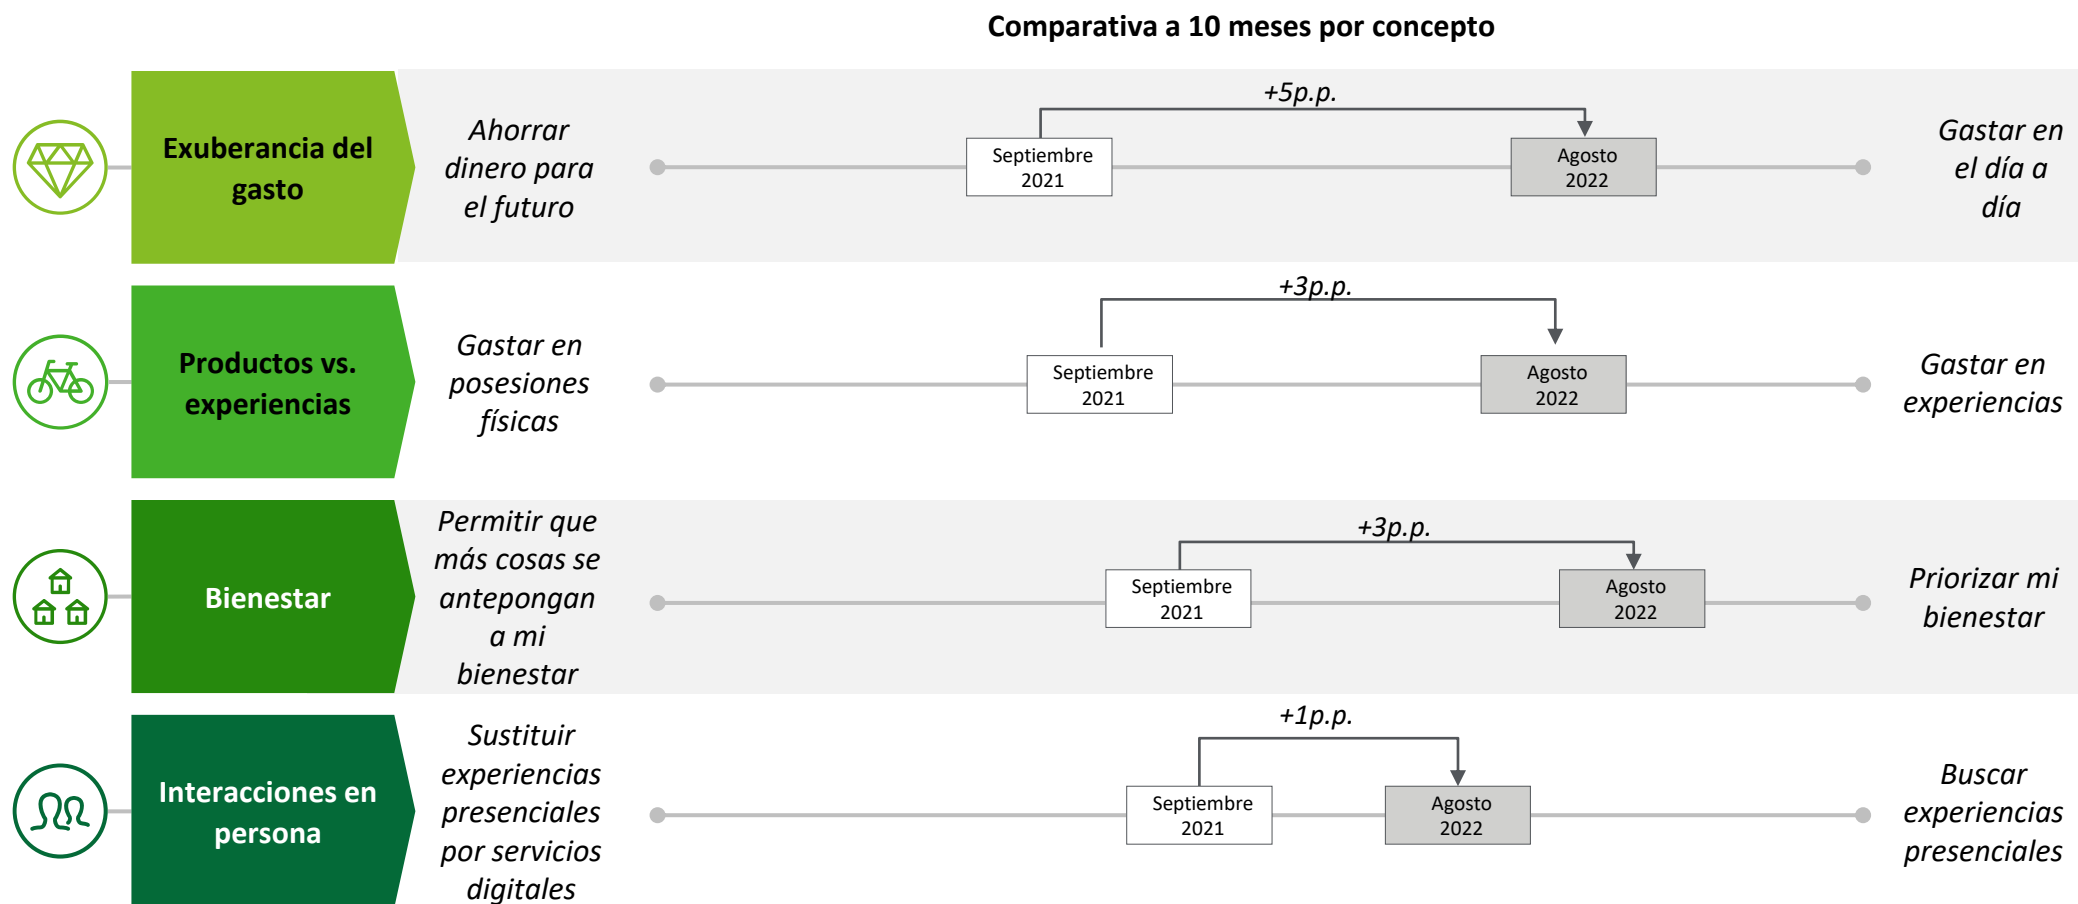 Comparativa a 10 meses por concepto
Exuberancia del
gasto
Ahorrar
dinero para
el futuro
+5p.p.
Septiembre
2021
Agosto
2022
Gastar en
el día a
día
Productos vs.
experiencias
Gastar en
posesiones
físicas
+3p.p.
Septiembre
2021
Agosto
2022
Gastar en
experiencias
Bienestar
Permitir que
más cosas se
antepongan
a mi
bienestar
+3p.p.
Septiembre
2021
Agosto
2022
Priorizar mi
bienestar
Interacciones en
persona
Sustituir
experiencias
presenciales
por servicios
digitales
+1p.p.
Septiembre
2021
Agosto
2022
Buscar
experiencias
presenciales